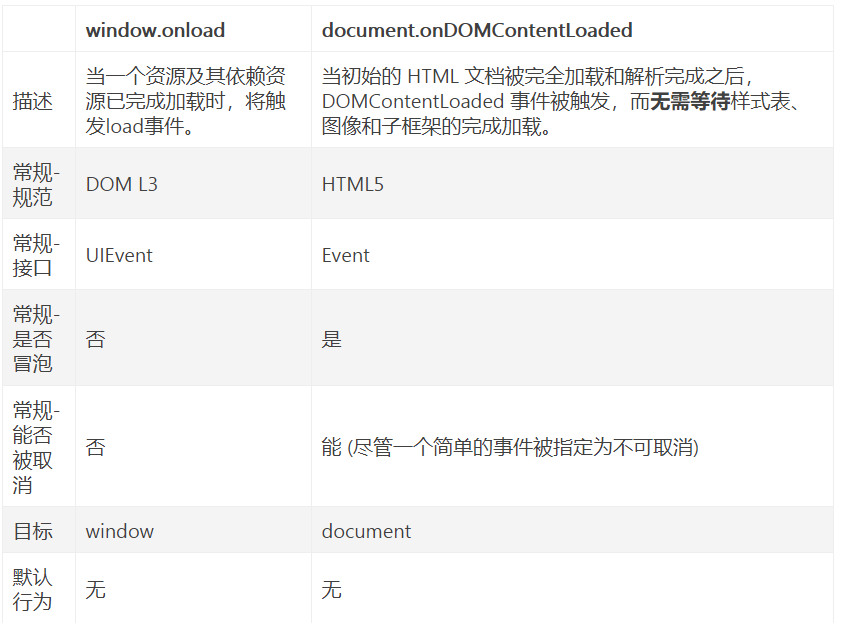 window.onload
document.onDOMContentLoaded
描述
当一个资源及其依赖资
源已完成加载时，将触
发load事件。
当初始的 HTML 文档被完全加载和解析完成之后，
DOMContentLoaded 事件被触发，而无需等待样式表、
图像和子框架的完成加载。
常规-
规范
DOM L3
HTML5
常规-
接口
UIEvent
Event
常规-
是否
冒泡
否
是
常规-
能否
被取
消
否
能 (尽管一个简单的事件被指定为不可取消)
目标
window
document
默认
行为
无
无